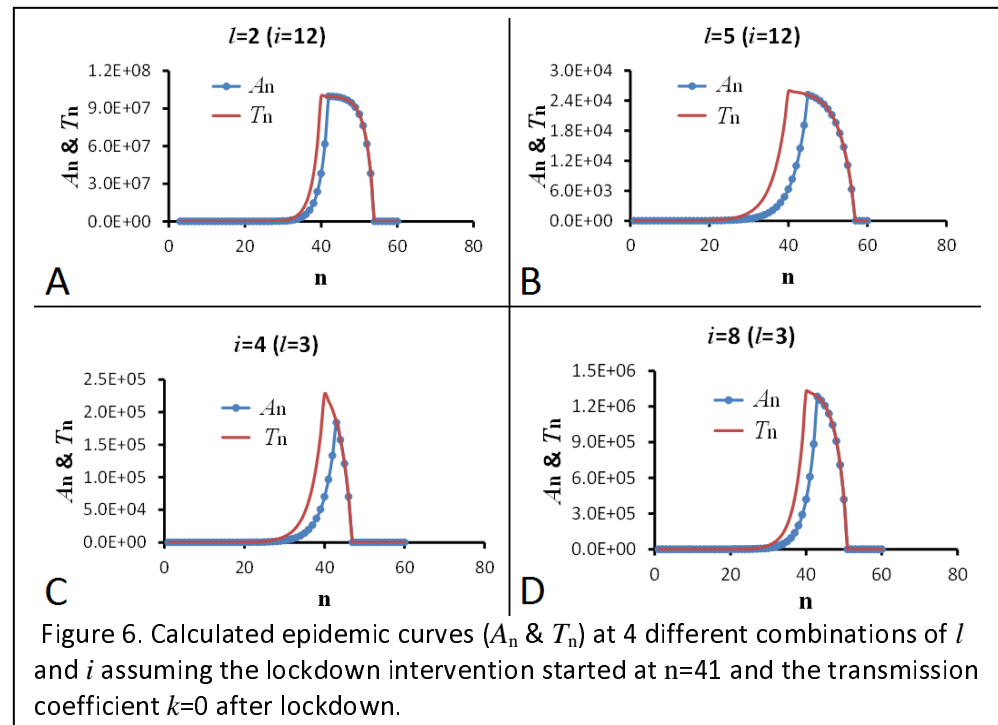 l=2 (i=12)
An & Tn
1.2E+08
9.0E+07
6.0E+07
3.0E+07
0.0E+00
An
Tn
0 20 40 60 80
n
A
l=5 (i=12)
An & Tn
3.0E+04
2.4E+04
1.8E+04
1.2E+04
6.0E+03
0.0E+00
An
Tn
0 20 40 60 80
n
B
i=4 (l=3)
An & Tn
2.5E+05
2.0E+05
1.5E+05
1.0E+05
5.0E+04
0.0E+00
An
Tn
0 20 40 60 80
n
C
i=8 (l=3)
An & Tn
1.5E+06
1.2E+06
9.0E+05
6.0E+05
3.0E+05
0.0E+00
An
Tn
0 20 40 60 80
n
D
Figure 6. Calculated epidemic curves (An & Tn) at 4 different combinations of l
and i assuming the lockdown intervention started at n=41 and the transmission
coefficient k=0 after lockdown.